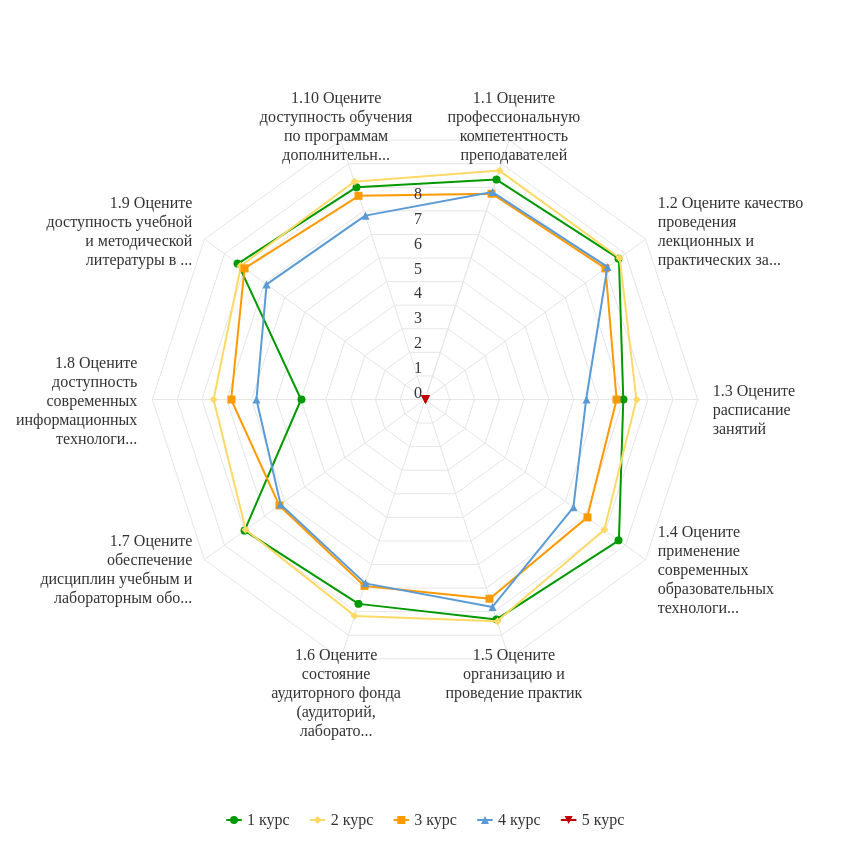 1.10 Оцените
доступность обучения
по программам
дополнительн...
1.1 Оцените
профессиональную
компетентность
преподавателей
1.9 Оцените
доступность учебной
и методической
литературы в ...
1.2 Оцените качество
проведения
лекционных и
практических за...
8
7
6
5
4
3
2
1
0
1.8 Оцените
доступность
современных
информационных
технологи...
1.3 Оцените
расписание
занятий
1.7 Оцените
обеспечение
дисциплин учебным и
лабораторным обо...
1.4 Оцените
применение
современных
образовательных
технологи...
1.6 Оцените
состояние
аудиторного фонда
(аудиторий,
лаборато...
1.5 Оцените
организацию и
проведение практик
1 курс 2 курс 3 курс 4 курс 5 курс